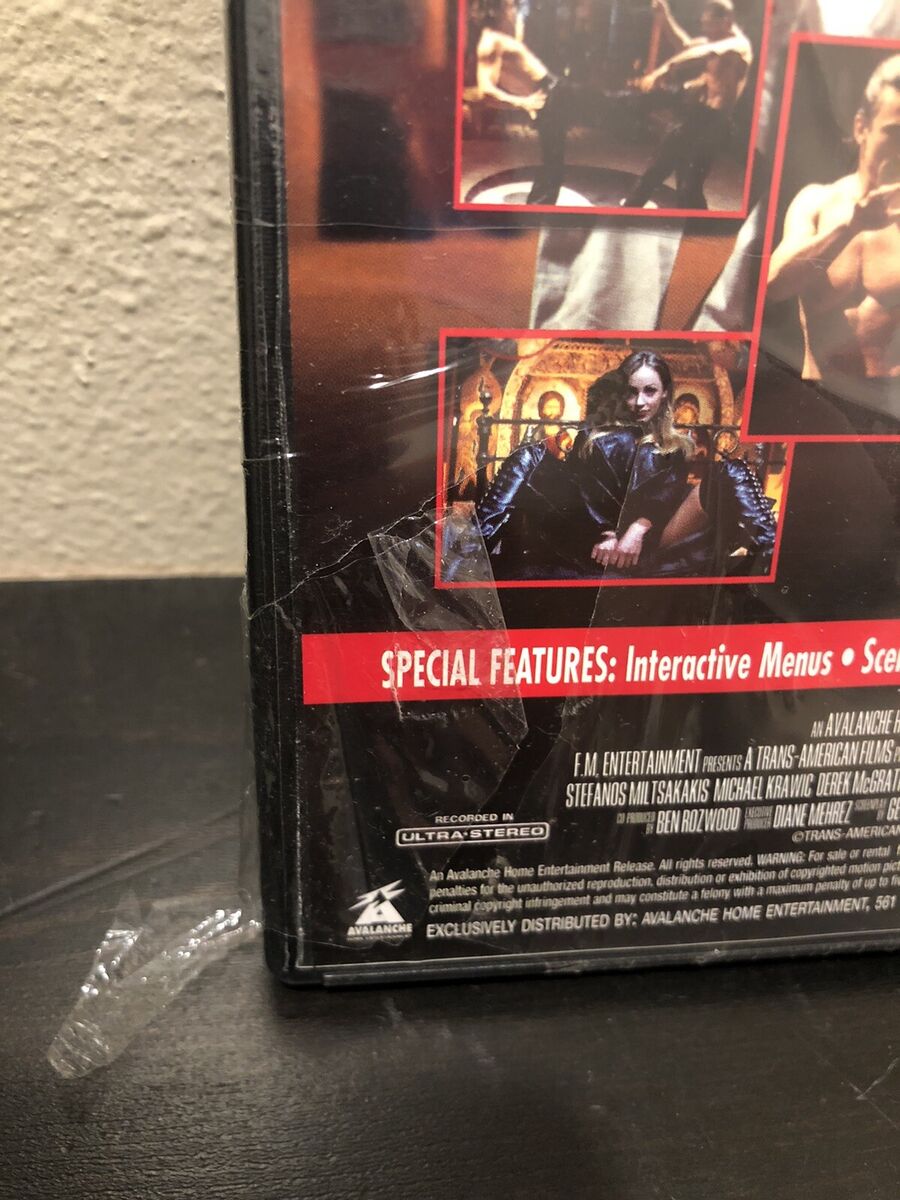 SPECIAL FEATURES: Interactive Menus •
AN AVALANCHE
F.M. ENTERTAINMENT PRESENTS A TRANS-AMERICAN FILMS
STEFANOS MILTSAKAKIS MICHAEL KRAWIC DEREK
CO PRODUCED BY BEN ROZWOOD EXECUTIVE PRODUCER DIANE MEHREZ SCREENPLAY BY
©TRANS-AMERICAN
RECORDED IN
ULTRA•STEREO
An Avalanche Home Entertainment Release. All rights reserved. WARNING: For sale or rental
penalties for the unauthorized reproduction, distribution or exhibition of copyrighted motion
criminal copyright infringement and may constitute a felony with a maximum penalty of up to
EXCLUSIVELY DISTRIBUTED BY: AVALANCHE HOME ENTERTAINMENT, 561
AVALANCHE